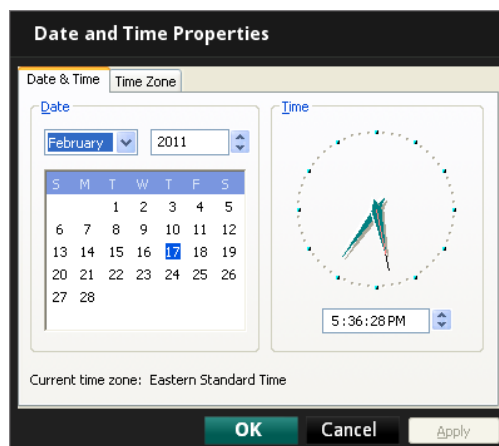 Date and Time Properties
Date & Time Time Zone
Date
February 2011
S M T W T F S
1 2 3 4 5
6 7 8 9 10 11 12
13 14 15 16 17 18 19
20 21 22 23 24 25 26
27 28
Time
5:36:28 PM
Current time zone: Eastern Standard Time
OK Cancel Apply